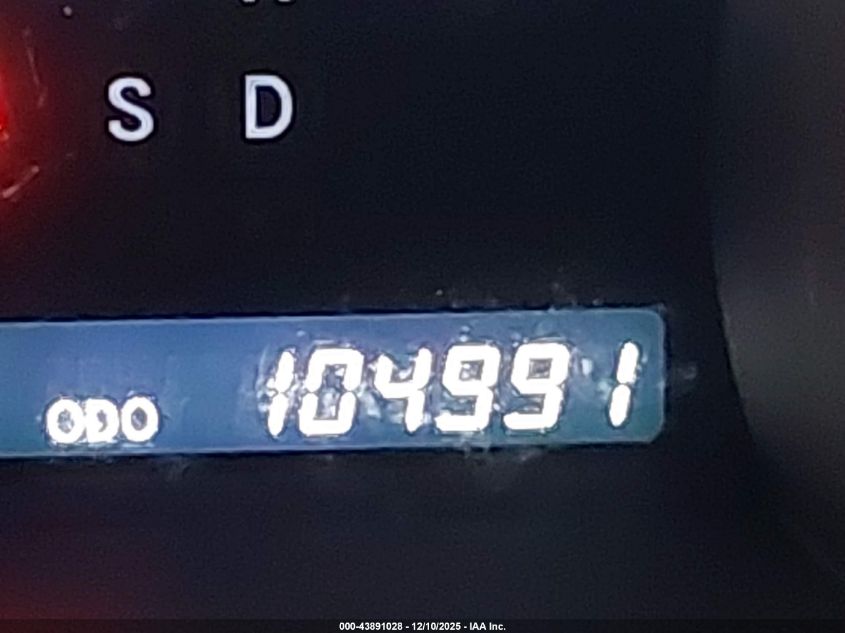 S D
ODO 104991
000-43891028 - 12/10/2025 - IAA Inc.